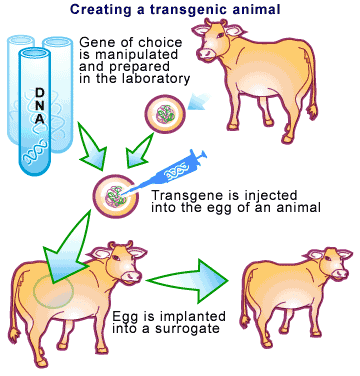 Creating a transgenic animal
Gene of choice
is manipulated
and prepared
in the laboratory
DNA
Transgene is injected
into the egg of an animal
Egg is implanted
into a surrogate